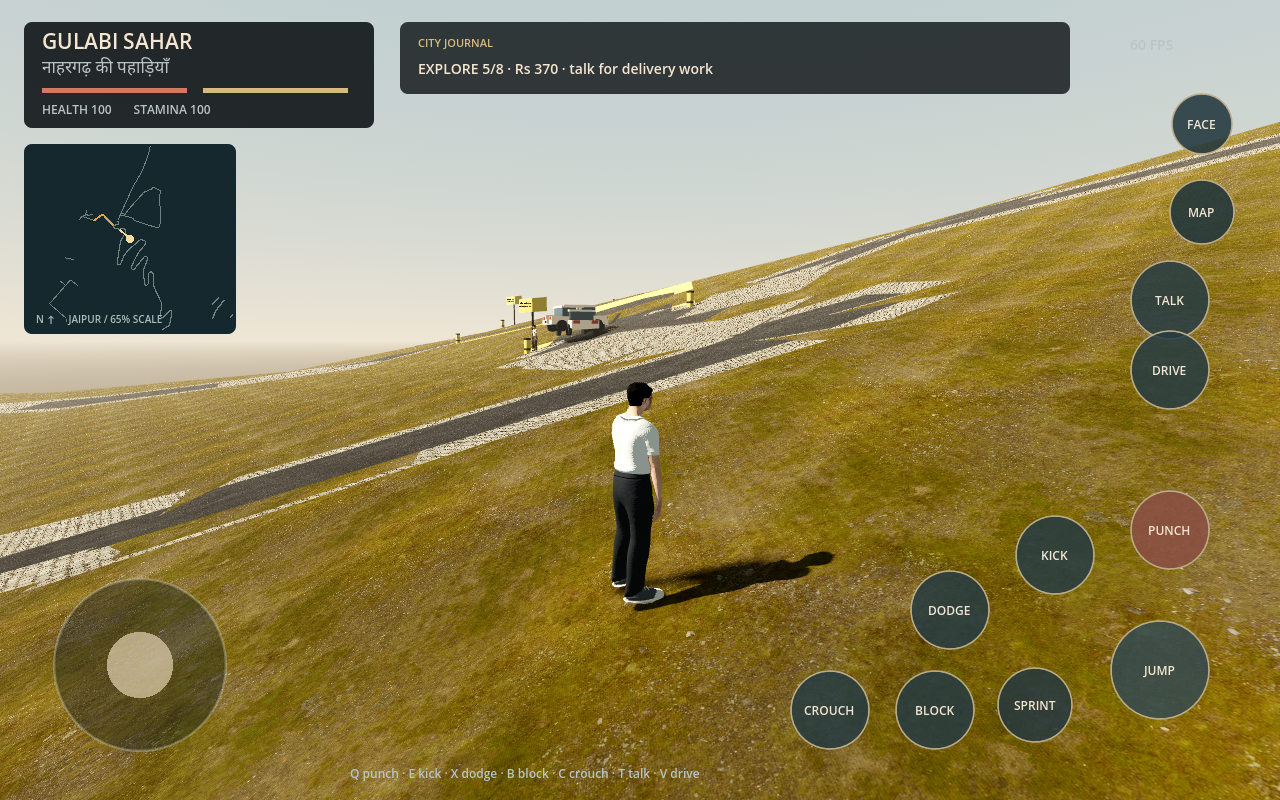 GULABI SAHAR
नाहरगढ़ की पहाड़ियाँ
HEALTH 100 STAMINA 100
CITY JOURNAL
EXPLORE 5/8 · Rs 370 · talk for delivery work
60 FPS
N ↑ JAIPUR / 65% SCALE
FACE
MAP
TALK
DRIVE
PUNCH
KICK
DODGE
JUMP
CROUCH
BLOCK
SPRINT
Q punch · E kick · X dodge · B block · C crouch · T talk · V drive